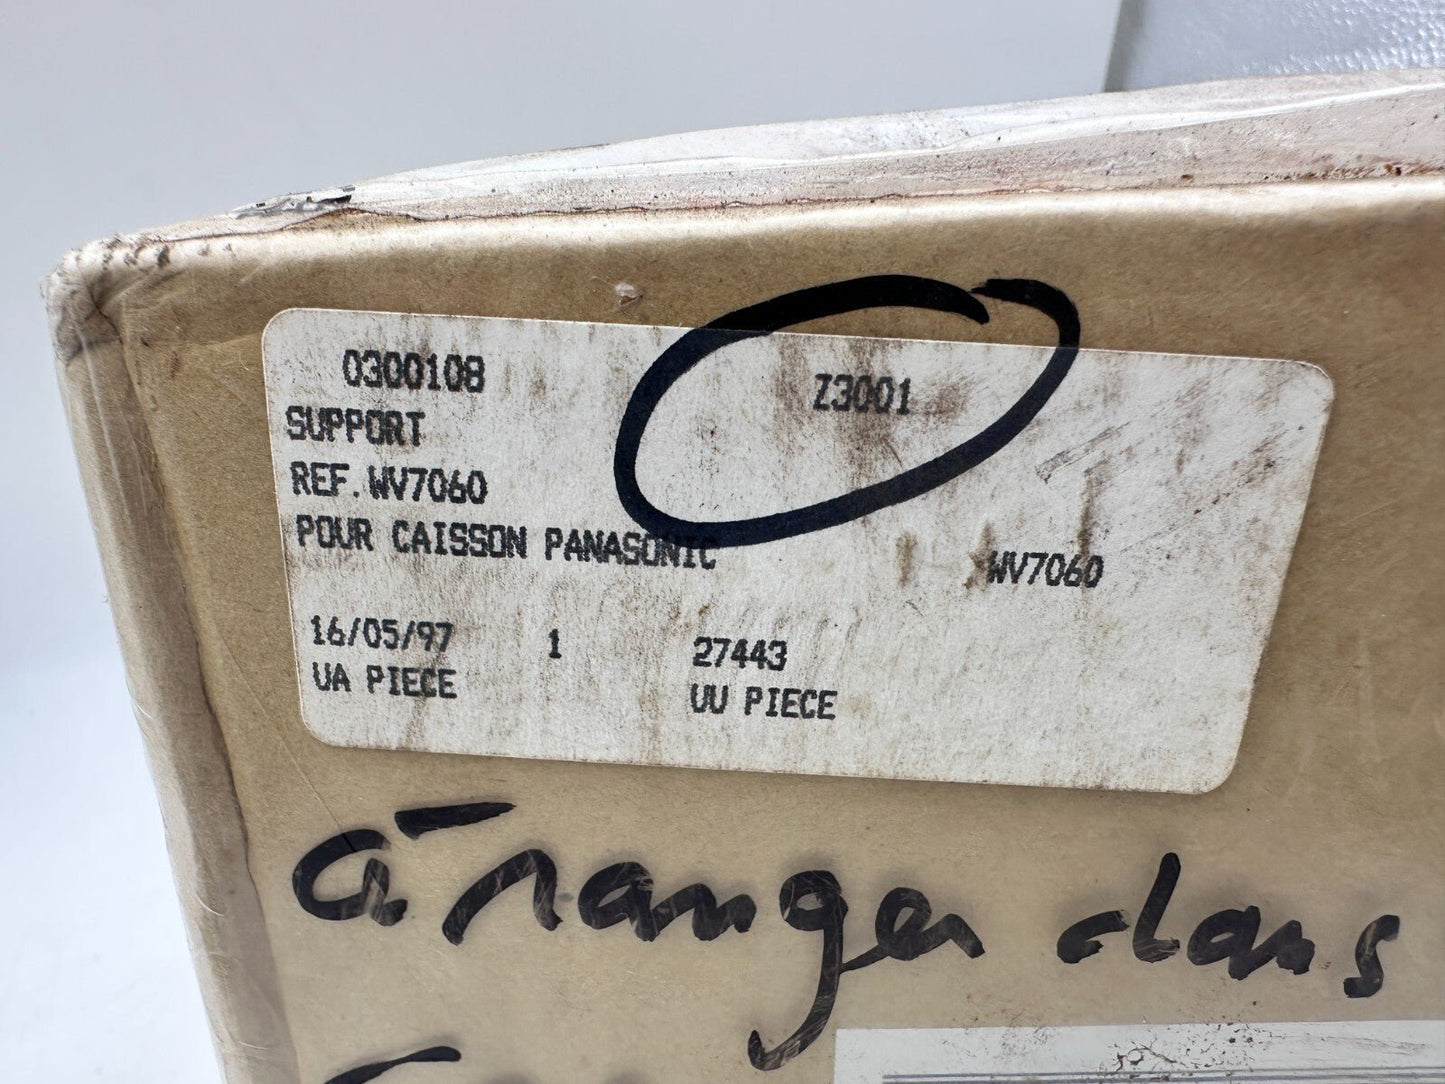 0300108 Z3001
SUPPORT
REF.WV7060
POUR CAISSON PANASONIC WV7060
16/05/97 1 27443
UA PIECE UV PIECE
à ranger dans